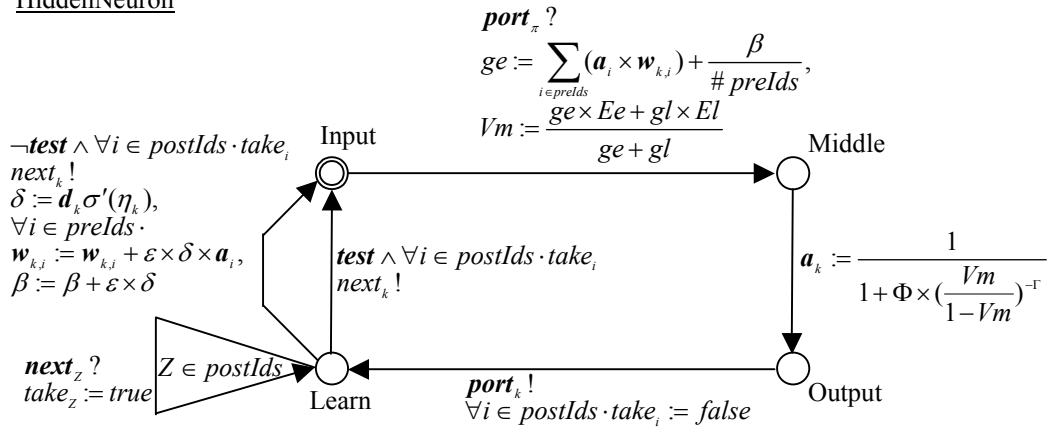 HiddenNeuron
port_π ?
ge := ∑_{i∈preIds} (a_i × w_{k,i}) + β / # preIds,
Vm := (ge × Ee + gl × El) / (ge + gl)
Input
Middle
¬test ∧ ∀i ∈ postIds · take_i
next_k !
δ := d_k σ′(η_k),
∀i ∈ preIds ·
w_{k,i} := w_{k,i} + ε × δ × a_i,
β := β + ε × δ
test ∧ ∀i ∈ postIds · take_i
next_k !
a_k := 1 / (1 + Φ × (Vm / (1 − Vm))^{−Γ})
next_Z ?
take_Z := true
Z ∈ postIds
Learn
port_k !
∀i ∈ postIds · take_i := false
Output